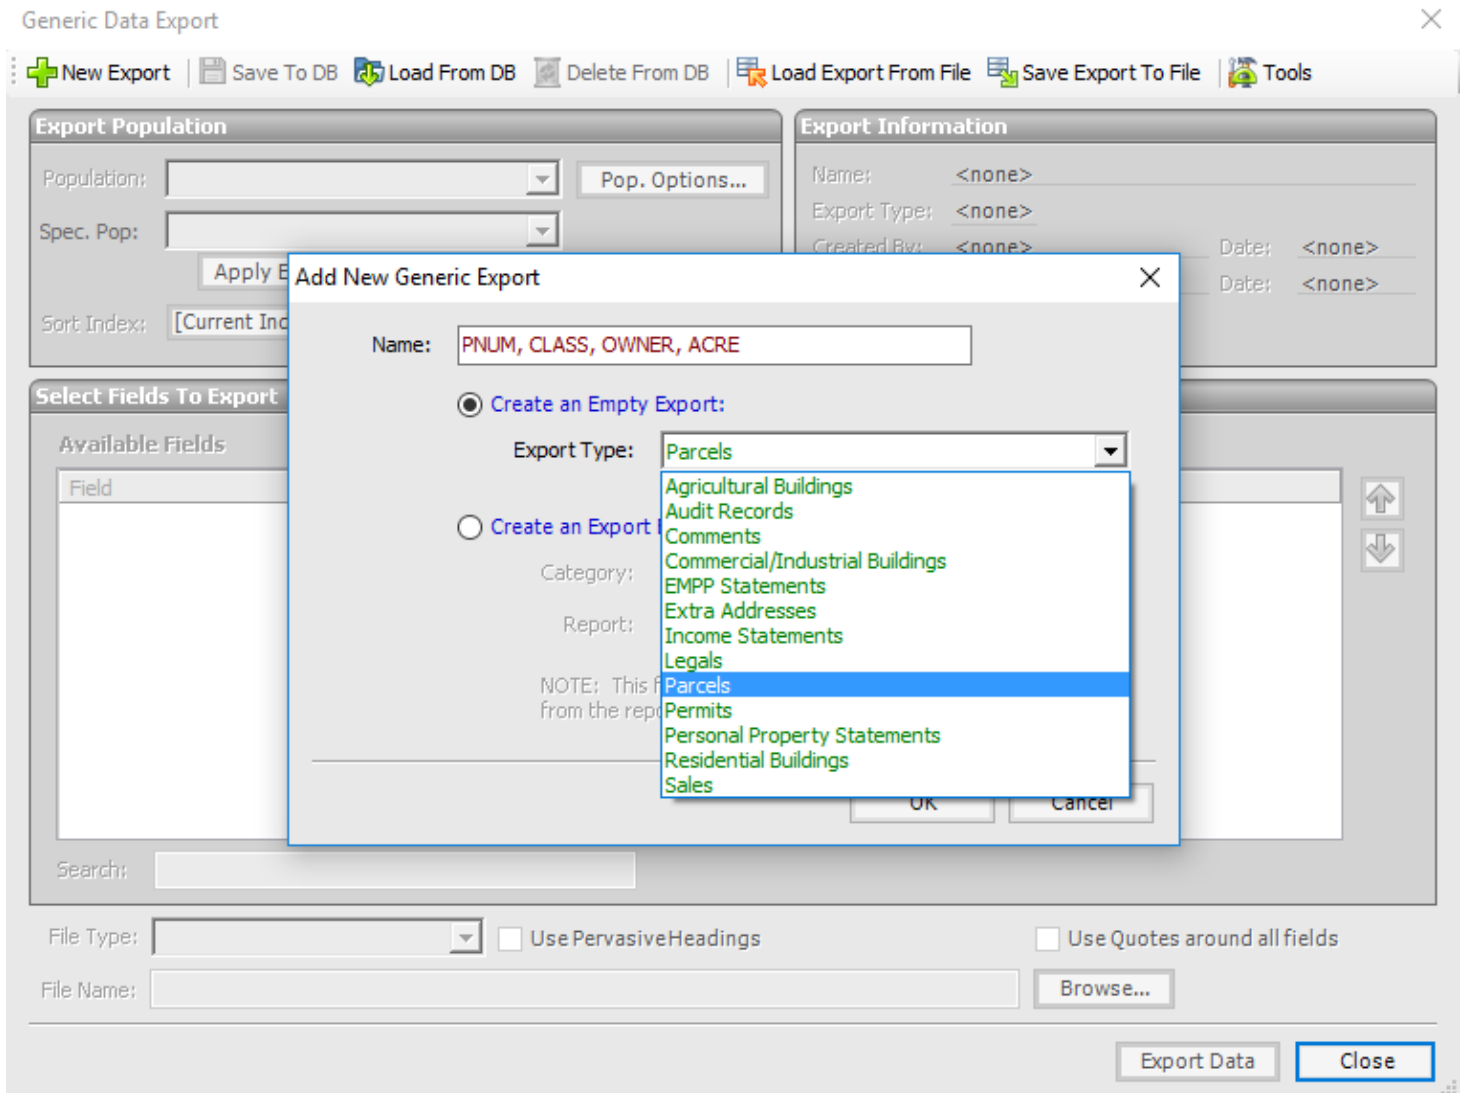 Generic Data Export
New Export Save To DB Load From DB Delete From DB Load Export From File Save Export To File Tools
Export Population
Population:
Pop. Options...
Spec. Pop:
Apply
Sort Index: [Current
Export Information
Name: <none>
Export Type: <none>
Created By: <none> Date: <none>
Date: <none>
Add New Generic Export
Name: PNUM, CLASS, OWNER, ACRE
Create an Empty Export:
Export Type: Parcels
Agricultural Buildings
Audit Records
Comments
Commercial/Industrial Buildings
EMPP Statements
Extra Addresses
Income Statements
Legals
Parcels
Permits
Personal Property Statements
Residential Buildings
Sales
Create an Export
Category:
Report:
NOTE: This
from the
OK Cancel
Select Fields To Export
Available Fields
Field
Search:
File Type: Use Pervasive Headings Use Quotes around all fields
File Name: Browse...
Export Data Close